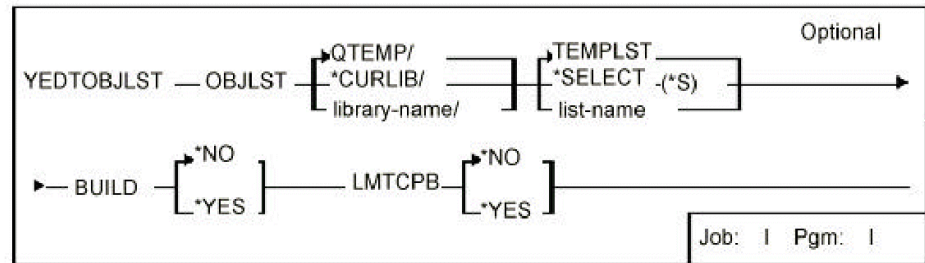 Optional
QTEMP/ TEMPLST
YEDTOBJLST OBJLST *CURLIB/ *SELECT -(*S)
library-name/ list-name
*NO *NO
BUILD LMTCPB
*YES *YES
Job: I Pgm: I